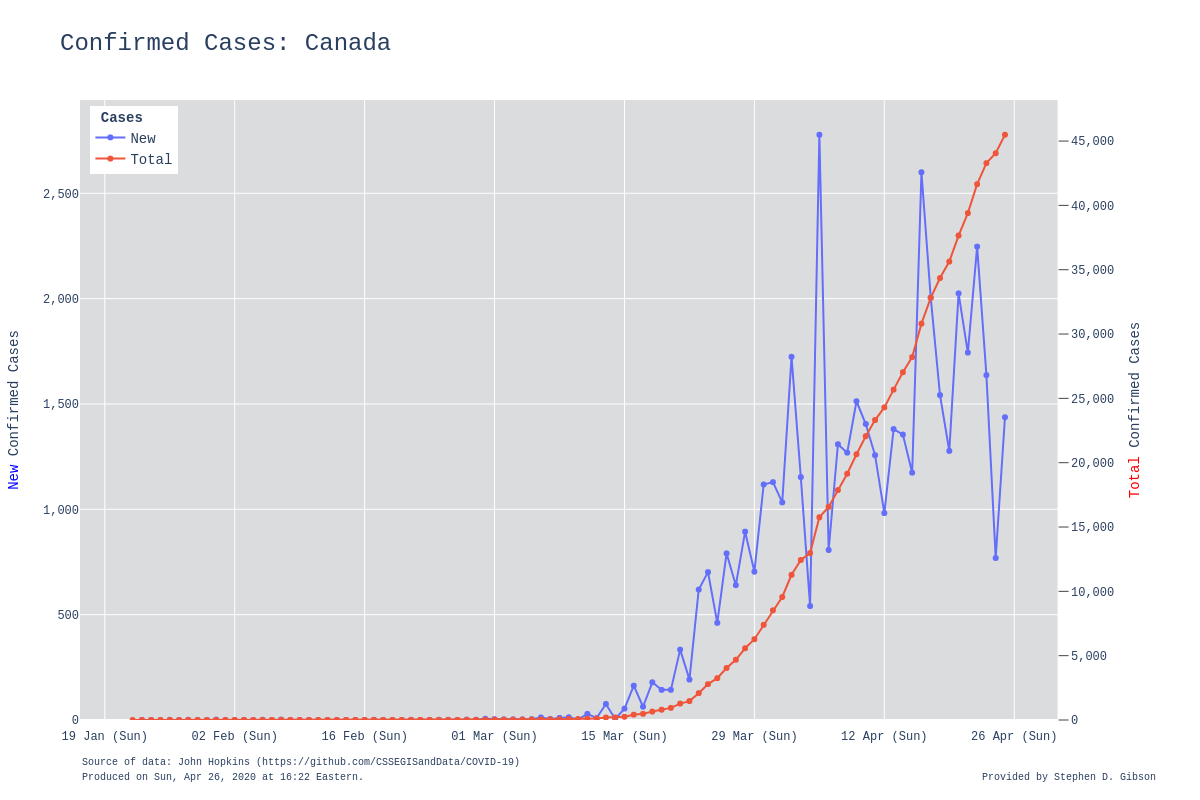 Confirmed Cases: Canada
Cases
New
Total
2,500
2,000
1,500
1,000
500
0
New Confirmed Cases
45,000
40,000
35,000
30,000
25,000
20,000
15,000
10,000
5,000
0
Total Confirmed Cases
19 Jan (Sun) 02 Feb (Sun) 16 Feb (Sun) 01 Mar (Sun) 15 Mar (Sun) 29 Mar (Sun) 12 Apr (Sun) 26 Apr (Sun)
Source of data: John Hopkins (https://github.com/CSSEGISandData/COVID-19)
Produced on Sun, Apr 26, 2020 at 16:22 Eastern.
Provided by Stephen D. Gibson